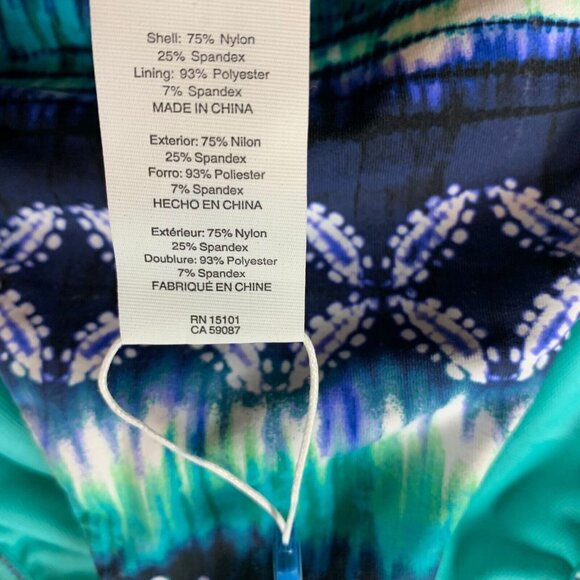 Shell: 75% Nylon
25% Spandex
Lining: 93% Polyester
7% Spandex
MADE IN CHINA
Exterior: 75% Nilon
25% Spandex
Forro: 93% Poliester
7% Spandex
HECHO EN CHINA
Extérieur: 75% Nylon
25% Spandex
Doublure: 93% Polyester
7% Spandex
FABRIQUÉ EN CHINE
RN 15101
CA 59087